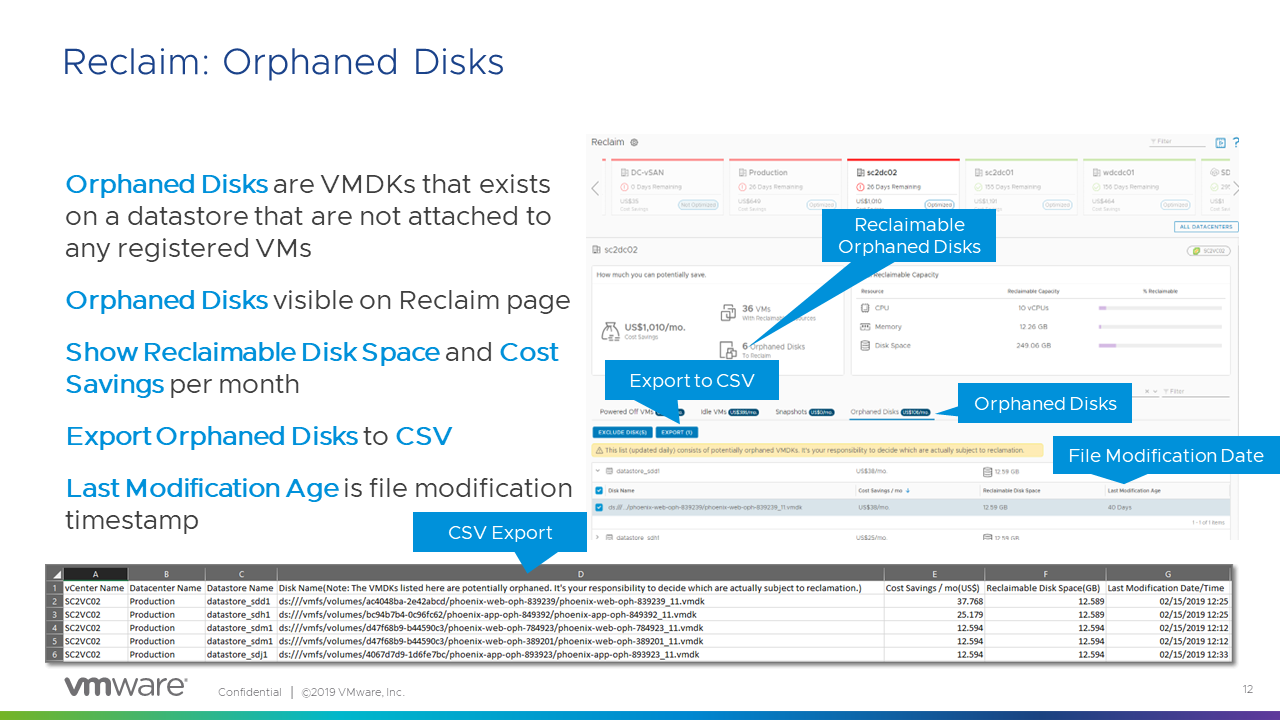 Reclaim: Orphaned Disks
Orphaned Disks are VMDKs that exists
on a datastore that are not attached to
any registered VMs
Orphaned Disks visible on Reclaim page
Show Reclaimable Disk Space and Cost
Savings per month
Export Orphaned Disks to CSV
Last Modification Age is file modification
timestamp
Reclaim
Filter
DC-vSAN
0 Days Remaining
US$35
Cost Savings
Not Optimized
Production
26 Days Remaining
US$649
Cost Savings
Optimized
sc2dc02
26 Days Remaining
US$1,010
Cost Savings
Optimized
sc2dc01
155 Days Remaining
US$1,191
Cost Savings
Optimized
wdcdc01
156 Days Remaining
US$464
Cost Savings
Optimized
ALL DATACENTERS
Reclaimable
Orphaned Disks
sc2dc02
SC2VC02
How much you can potentially save.
US$1,010/mo.
Cost Savings
36 VMs
With
6 Orphaned Disks
To Reclaim
Reclaimable Capacity
Resource Reclaimable Capacity % Reclaimable
CPU 10 vCPUs
Memory 12.26 GB
Disk Space 249.06 GB
Export to CSV
Orphaned Disks
File Modification Date
Filter
Powered Off VMs Idle VMs US$398/mo Snapshots US$0/mo Orphaned Disks US$106/mo
EXCLUDE DISK(S) EXPORT (1)
This list (updated daily) consists of potentially orphaned VMDKs. It's your responsibility to decide which are actually subject to reclamation.
datastore_sdd1 US$38/mo. 12.59 GB
Disk Name Cost Savings / mo Reclaimable Disk Space Last Modification Age
ds:///.../phoenix-web-oph-839239/phoenix-web-oph-839239_11.vmdk US$38/mo 12.59 GB 40 Days
1 - 1 of 1 items
datastore_sdh1 US$25/mo. 12.59 GB
CSV Export
A B C D E F G
1 vCenter Name Datacenter Name Datastore Name Disk Name(Note: The VMDKs listed here are potentially orphaned. It's your responsibility to decide which are actually subject to reclamation.) Cost Savings / mo(US$) Reclaimable Disk Space(GB) Last Modification Date/Time
2 SC2VC02 Production datastore_sdd1 ds:///vmfs/volumes/ac4048ba-2e42abcd/phoenix-web-oph-839239/phoenix-web-oph-839239_11.vmdk 37.768 12.589 02/15/2019 12:25
3 SC2VC02 Production datastore_sdh1 ds:///vmfs/volumes/bc94b7b4-0c96fc62/phoenix-app-oph-849392/phoenix-app-oph-849392_11.vmdk 25.179 12.589 02/15/2019 12:25
4 SC2VC02 Production datastore_sdm1 ds:///vmfs/volumes/d47f68b9-b44590c3/phoenix-web-oph-784923/phoenix-web-oph-784923_11.vmdk 12.594 12.594 02/15/2019 12:12
5 SC2VC02 Production datastore_sdm1 ds:///vmfs/volumes/d47f68b9-b44590c3/phoenix-web-oph-389201/phoenix-web-oph-389201_11.vmdk 12.594 12.594 02/15/2019 12:12
6 SC2VC02 Production datastore_sdj1 ds:///vmfs/volumes/4067d7d9-1d6fe7bc/phoenix-app-oph-893923/phoenix-app-oph-893923_11.vmdk 12.594 12.594 02/15/2019 12:33
vmware®
Confidential | ©2019 VMware, Inc.
12